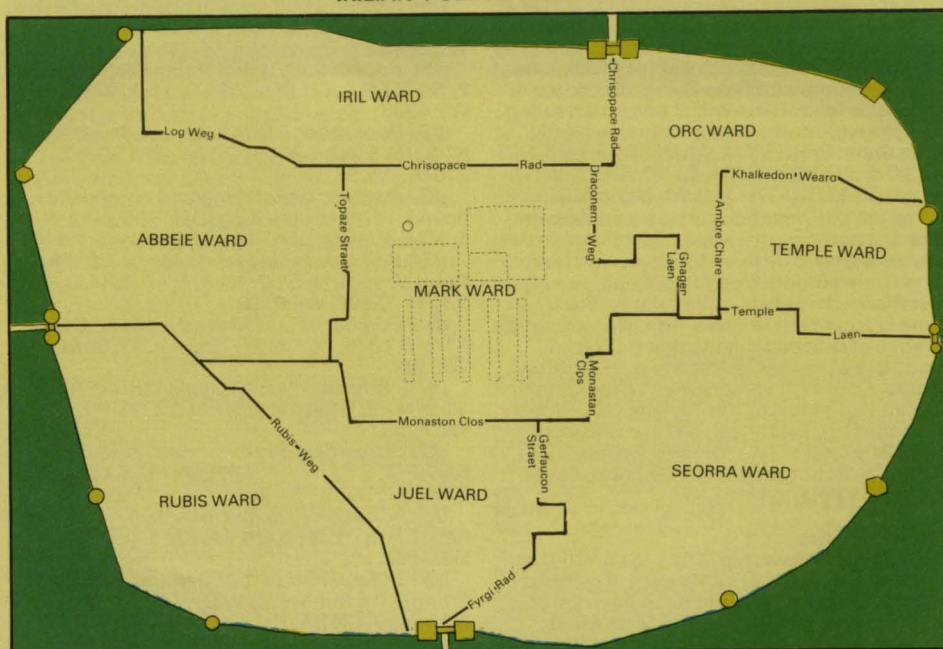 IRIL WARD
Chrisopace Rad
ORC WARD
Log Weg
Chrisopace Rad
Draconem Weg
Khalkedon Weard
Topaze Straet
Ambre Chare
ABBEIE WARD
TEMPLE WARD
Gnager Laen
MARK WARD
Temple Laen
Monastan Clos
Monaston Clos
Gerfaucon Straet
Rubis Weg
SEORRA WARD
RUBIS WARD
JUEL WARD
Fyrgi Rad